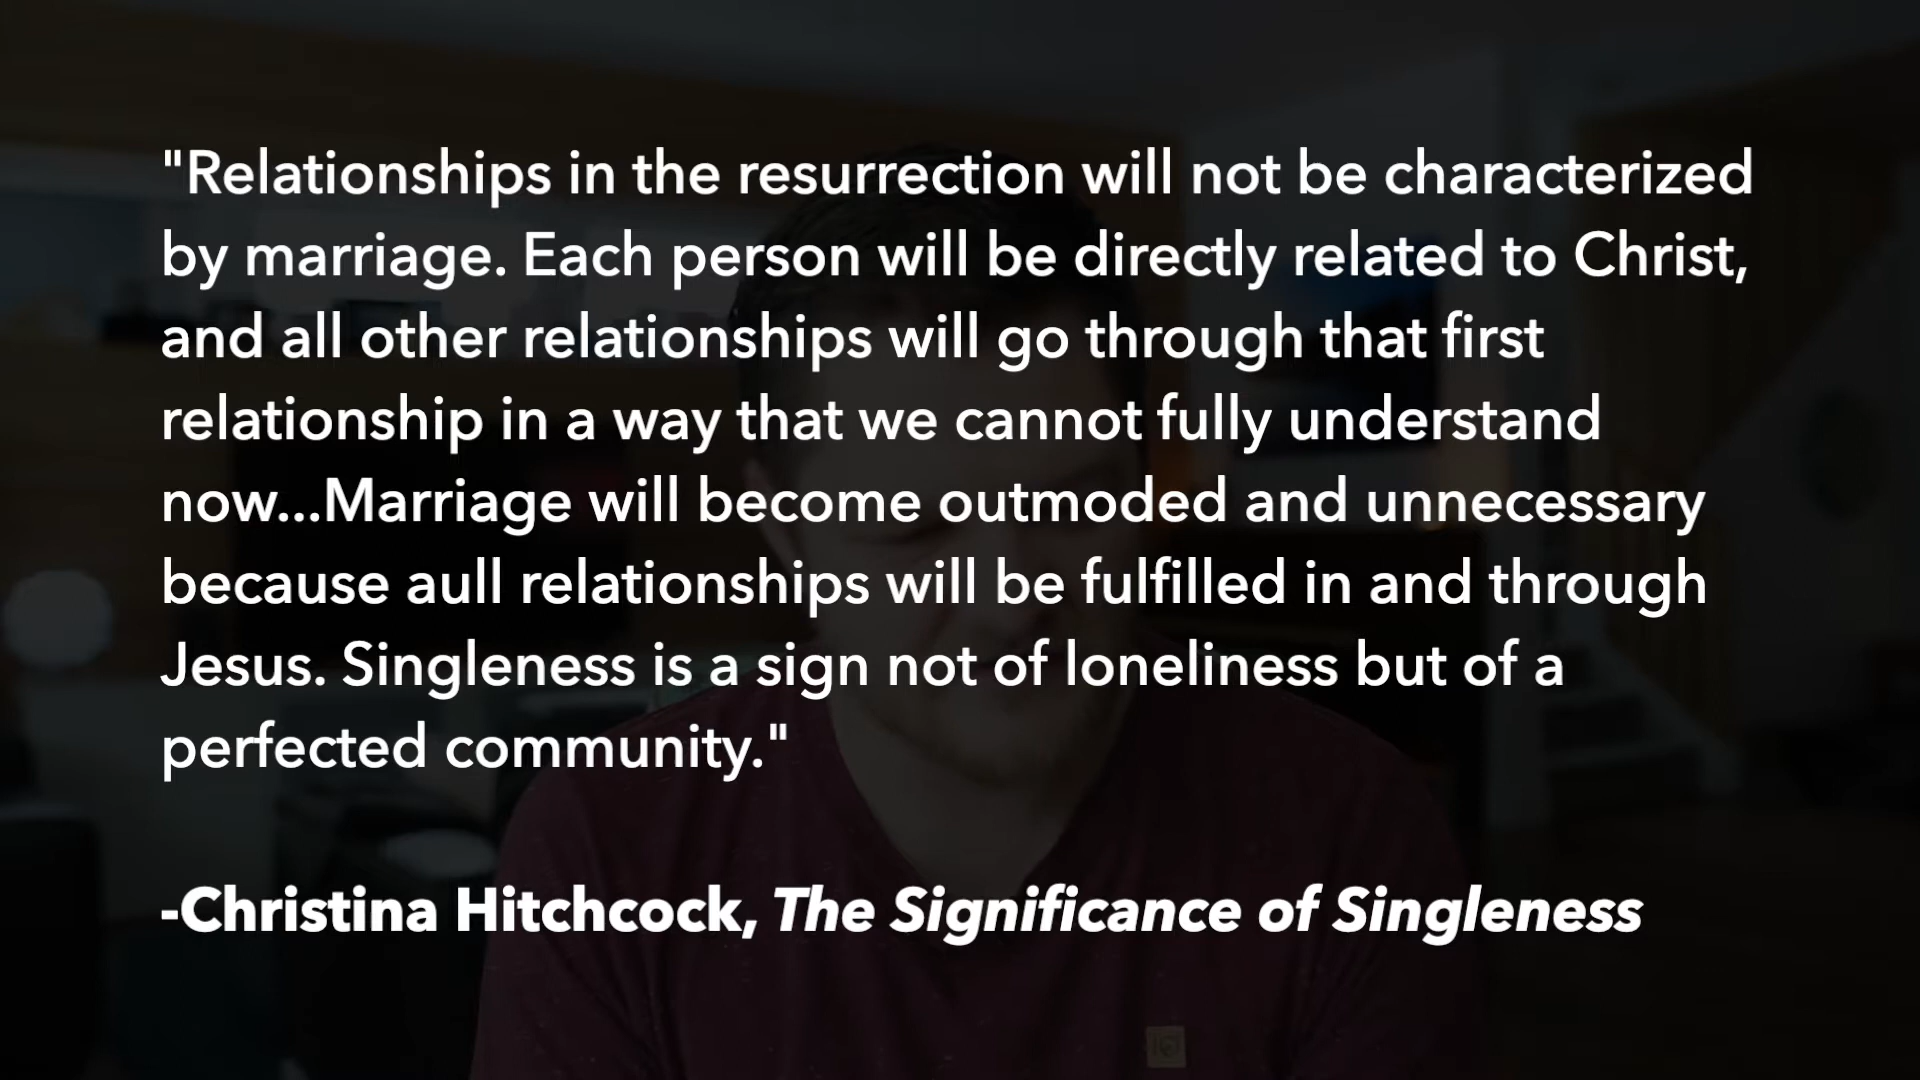 "Relationships in the resurrection will not be characterized
by marriage. Each person will be directly related to Christ,
and all other relationships will go through that first
relationship in a way that we cannot fully understand
now...Marriage will become outmoded and unnecessary
because aull relationships will be fulfilled in and through
Jesus. Singleness is a sign not of loneliness but of a
perfected community."
-Christina Hitchcock, The Significance of Singleness